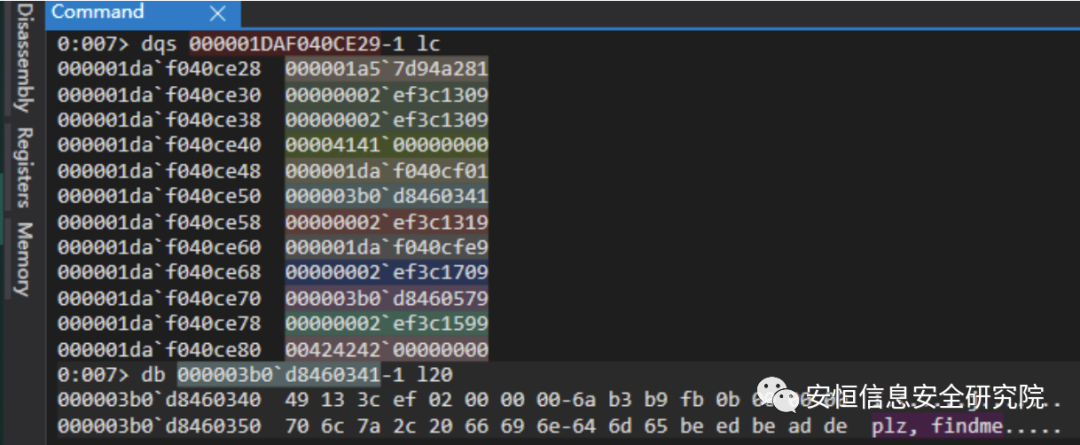 Disassembly
Registers
Memory
Command
0:007> dqs 000001DAF040CE29-1 lc
000001da`f040ce28 000001a5`7d94a281
000001da`f040ce30 00000002`ef3c1309
000001da`f040ce38 00000002`ef3c1309
000001da`f040ce40 00004141`00000000
000001da`f040ce48 000001da`f040cf01
000001da`f040ce50 000003b0`d8460341
000001da`f040ce58 00000002`ef3c1319
000001da`f040ce60 000001da`f040cfe9
000001da`f040ce68 00000002`ef3c1709
000001da`f040ce70 000003b0`d8460579
000001da`f040ce78 00000002`ef3c1599
000001da`f040ce80 00424242`00000000
0:007> db 000003b0`d8460341-1 l20
000003b0`d8460340 49 13 3c ef 02 00 00 00-6a b3 b9 fb 0b
安恒信息安全研究院
000003b0`d8460350 70 6c 7a 2c 20 66 69 6e-64 6d 65 be ed be ad de plz, findme.....